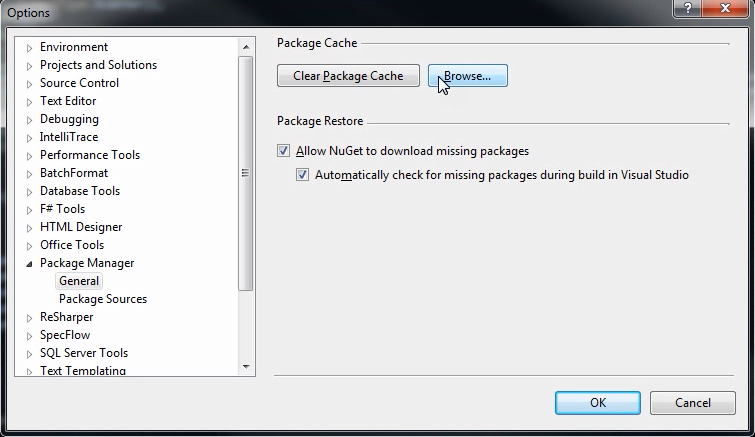 Options
Environment
Projects and Solutions
Source Control
Text Editor
Debugging
IntelliTrace
Performance Tools
BatchFormat
Database Tools
F# Tools
HTML Designer
Office Tools
Package Manager
General
Package Sources
ReSharper
SpecFlow
SQL Server Tools
Text Templating
Package Cache
Clear Package Cache
Browse...
Package Restore
Allow NuGet to download missing packages
Automatically check for missing packages during build in Visual Studio
OK
Cancel